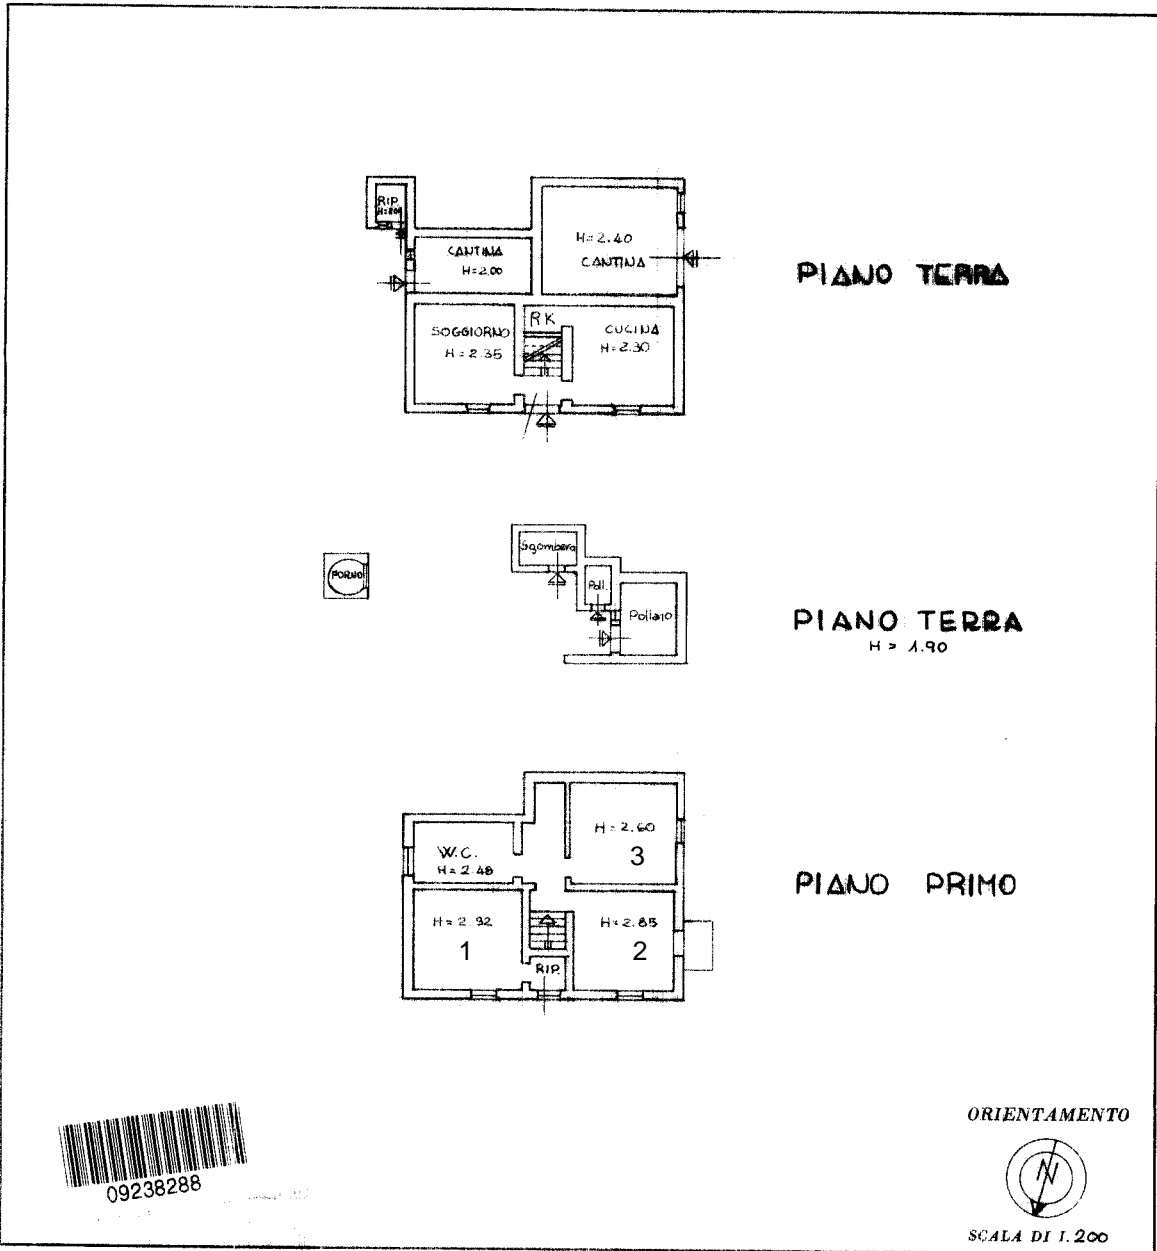 RIP.
CANTINA
H=2.00
H=2.40
CANTINA
PIANO TERRA
RK
SOGGIORNO
H=2.35
CUCINA
H=2.30
Sgombero
FORNO
Poll.
Pollaio
PIANO TERRA
H = 1.90
H=2.60
3
W.C.
H=2.48
PIANO PRIMO
H=2.92
1
H=2.85
2
RIP.
ORIENTAMENTO
N
09238288
SCALA DI 1.200